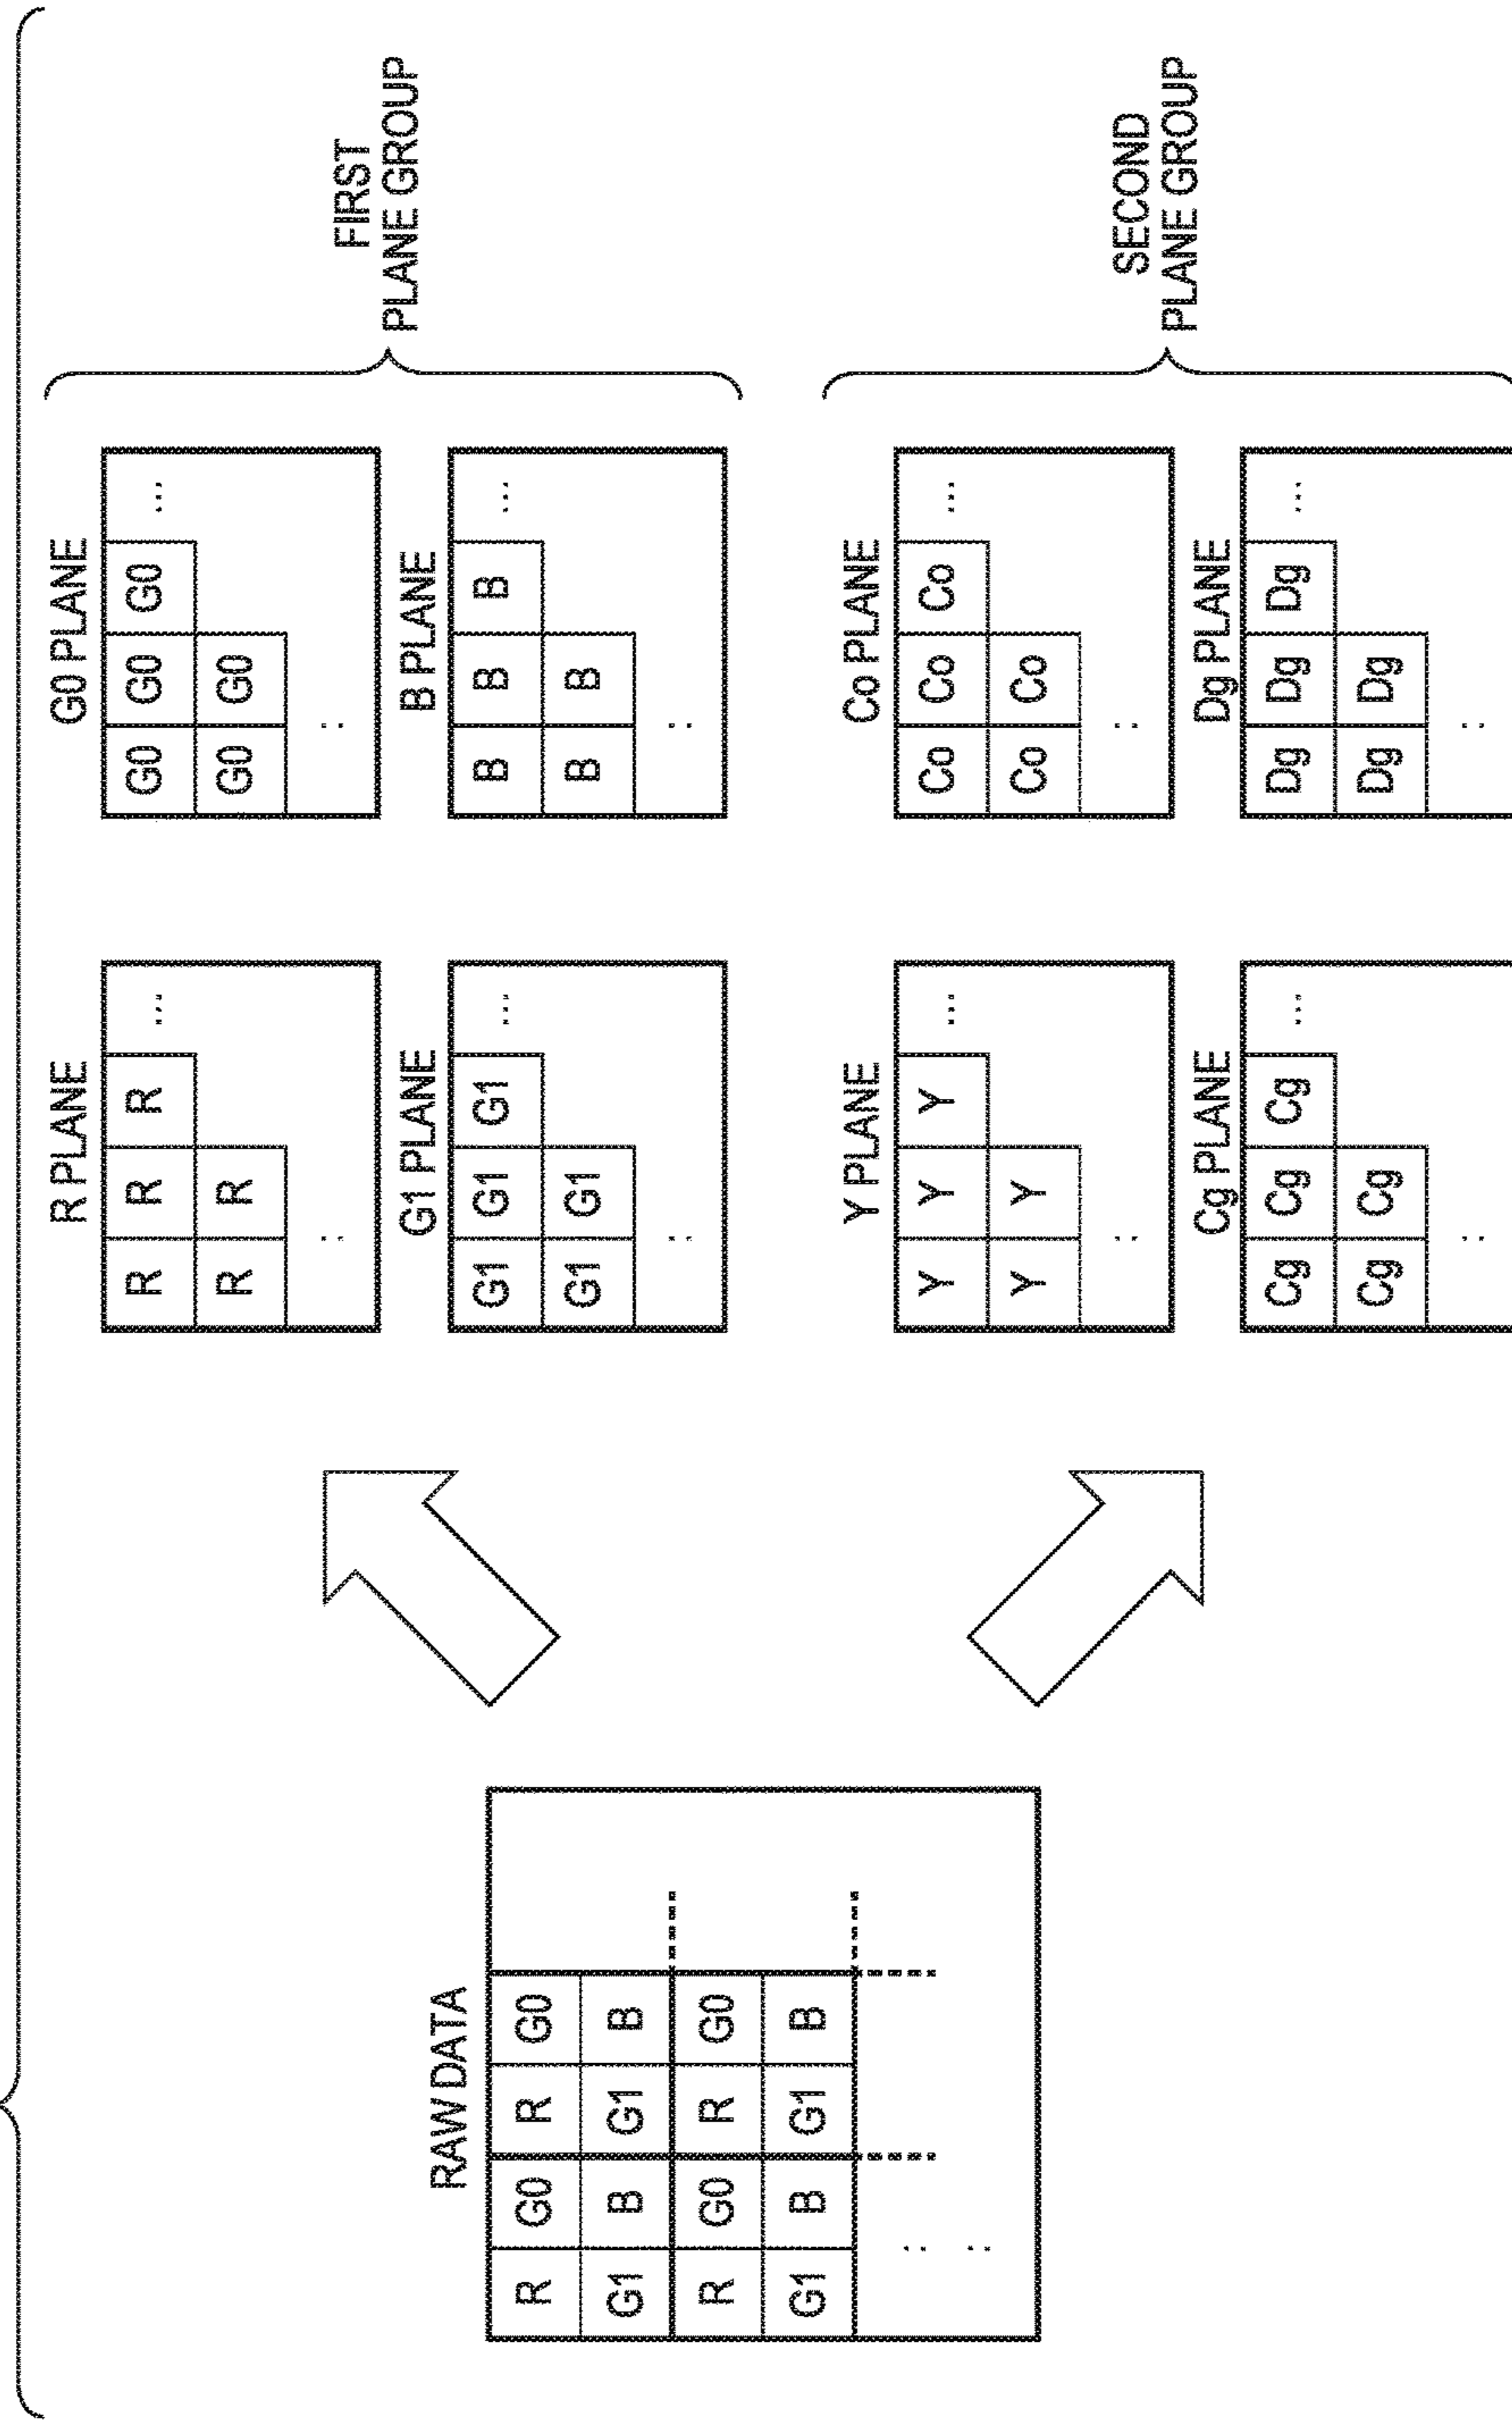 RAW DATA
R G0 R G0
G1 B G1 B
R G0 R G0
G1 B G1 B
R PLANE
R R R ...
R R
G0 PLANE
G0 G0 G0 ...
G0 G0
G1 PLANE
G1 G1 G1 ...
G1 G1
B PLANE
B B B ...
B B
FIRST
PLANE GROUP
Y PLANE
Y Y Y ...
Y Y
Co PLANE
Co Co Co ...
Co Co
Cg PLANE
Cg Cg Cg ...
Cg Cg
Dg PLANE
Dg Dg Dg ...
Dg Dg
SECOND
PLANE GROUP